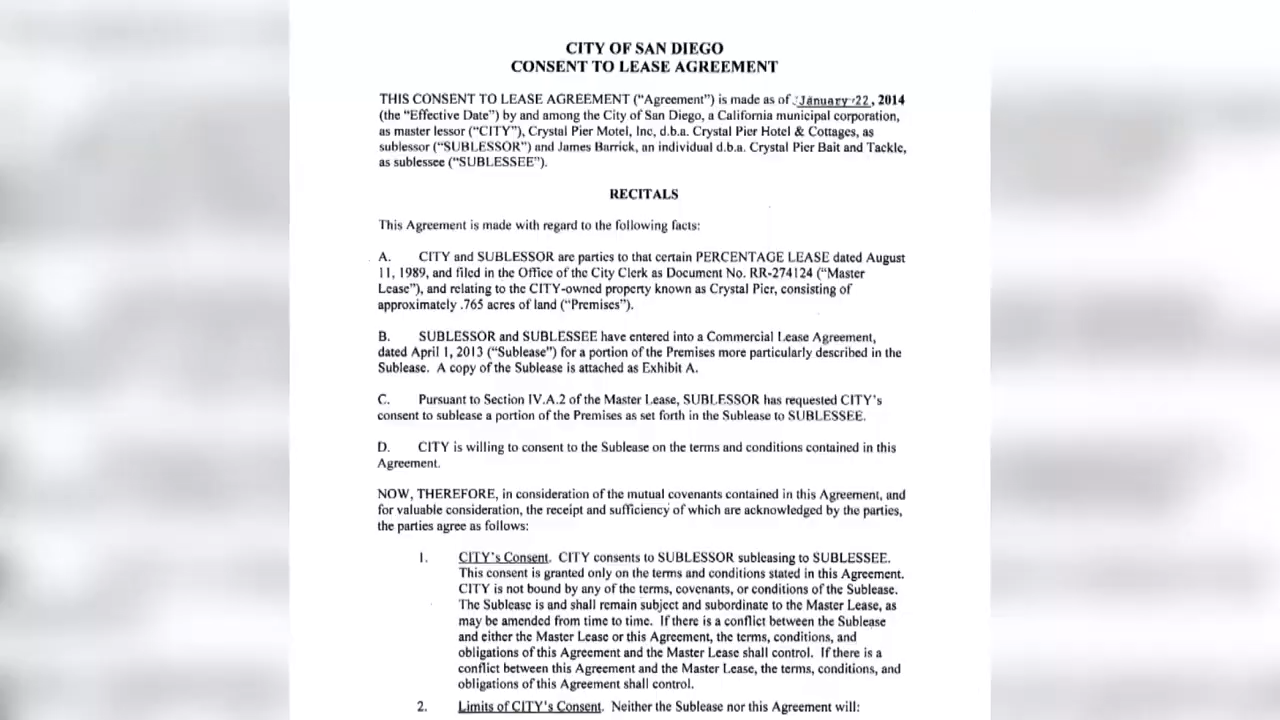 CITY OF SAN DIEGO
CONSENT TO LEASE AGREEMENT
THIS CONSENT TO LEASE AGREEMENT (“Agreement”) is made as of January 22, 2014
(the “Effective Date”) by and among the City of San Diego, a California municipal corporation,
as master lessor (“CITY”), Crystal Pier Motel, Inc, d.b.a. Crystal Pier Hotel & Cottages, as
sublessor (“SUBLESSOR”) and James Barrick, an individual d.b.a. Crystal Pier Bait and Tackle,
as sublessee (“SUBLESSEE”).
RECITALS
This Agreement is made with regard to the following facts:
A. CITY and SUBLESSOR are parties to that certain PERCENTAGE LEASE dated August
11, 1989, and filed in the Office of the City Clerk as Document No. RR-274124 (“Master
Lease”), and relating to the CITY-owned property known as Crystal Pier, consisting of
approximately .765 acres of land (“Premises”).
B. SUBLESSOR and SUBLESSEE have entered into a Commercial Lease Agreement,
dated April 1, 2013 (“Sublease”) for a portion of the Premises more particularly described in the
Sublease. A copy of the Sublease is attached as Exhibit A.
C. Pursuant to Section IV.A.2 of the Master Lease, SUBLESSOR has requested CITY’s
consent to sublease a portion of the Premises as set forth in the Sublease to SUBLESSEE.
D. CITY is willing to consent to the Sublease on the terms and conditions contained in this
Agreement.
NOW, THEREFORE, in consideration of the mutual covenants contained in this Agreement, and
for valuable consideration, the receipt and sufficiency of which are acknowledged by the parties,
the parties agree as follows:
1. CITY’s Consent. CITY consents to SUBLESSOR subleasing to SUBLESSEE.
This consent is granted only on the terms and conditions stated in this Agreement.
CITY is not bound by any of the terms, covenants, or conditions of the Sublease.
The Sublease is and shall remain subject and subordinate to the Master Lease, as
may be amended from time to time. If there is a conflict between the Sublease
and either the Master Lease or this Agreement, the terms, conditions, and
obligations of this Agreement and the Master Lease shall control. If there is a
conflict between this Agreement and the Master Lease, the terms, conditions, and
obligations of this Agreement shall control.
2. Limits of CITY’s Consent. Neither the Sublease nor this Agreement will: